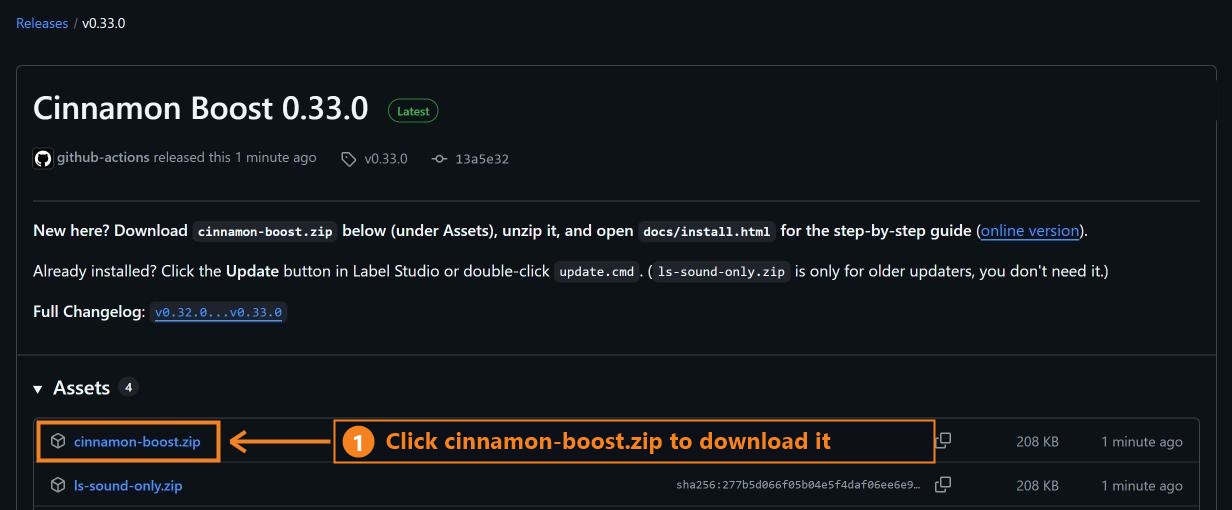 Releases / v0.33.0
Cinnamon Boost 0.33.0 Latest
github-actions released this 1 minute ago v0.33.0 13a5e32
New here? Download cinnamon-boost.zip below (under Assets), unzip it, and open docs/install.html for the step-by-step guide (online version).
Already installed? Click the Update button in Label Studio or double-click update.cmd. ( ls-sound-only.zip is only for older updaters, you don't need it.)
Full Changelog: v0.32.0...v0.33.0
Assets 4
cinnamon-boost.zip 1 Click cinnamon-boost.zip to download it 208 KB 1 minute ago
ls-sound-only.zip sha256:277b5d066f05b04e5f4daf06ee6e9… 208 KB 1 minute ago